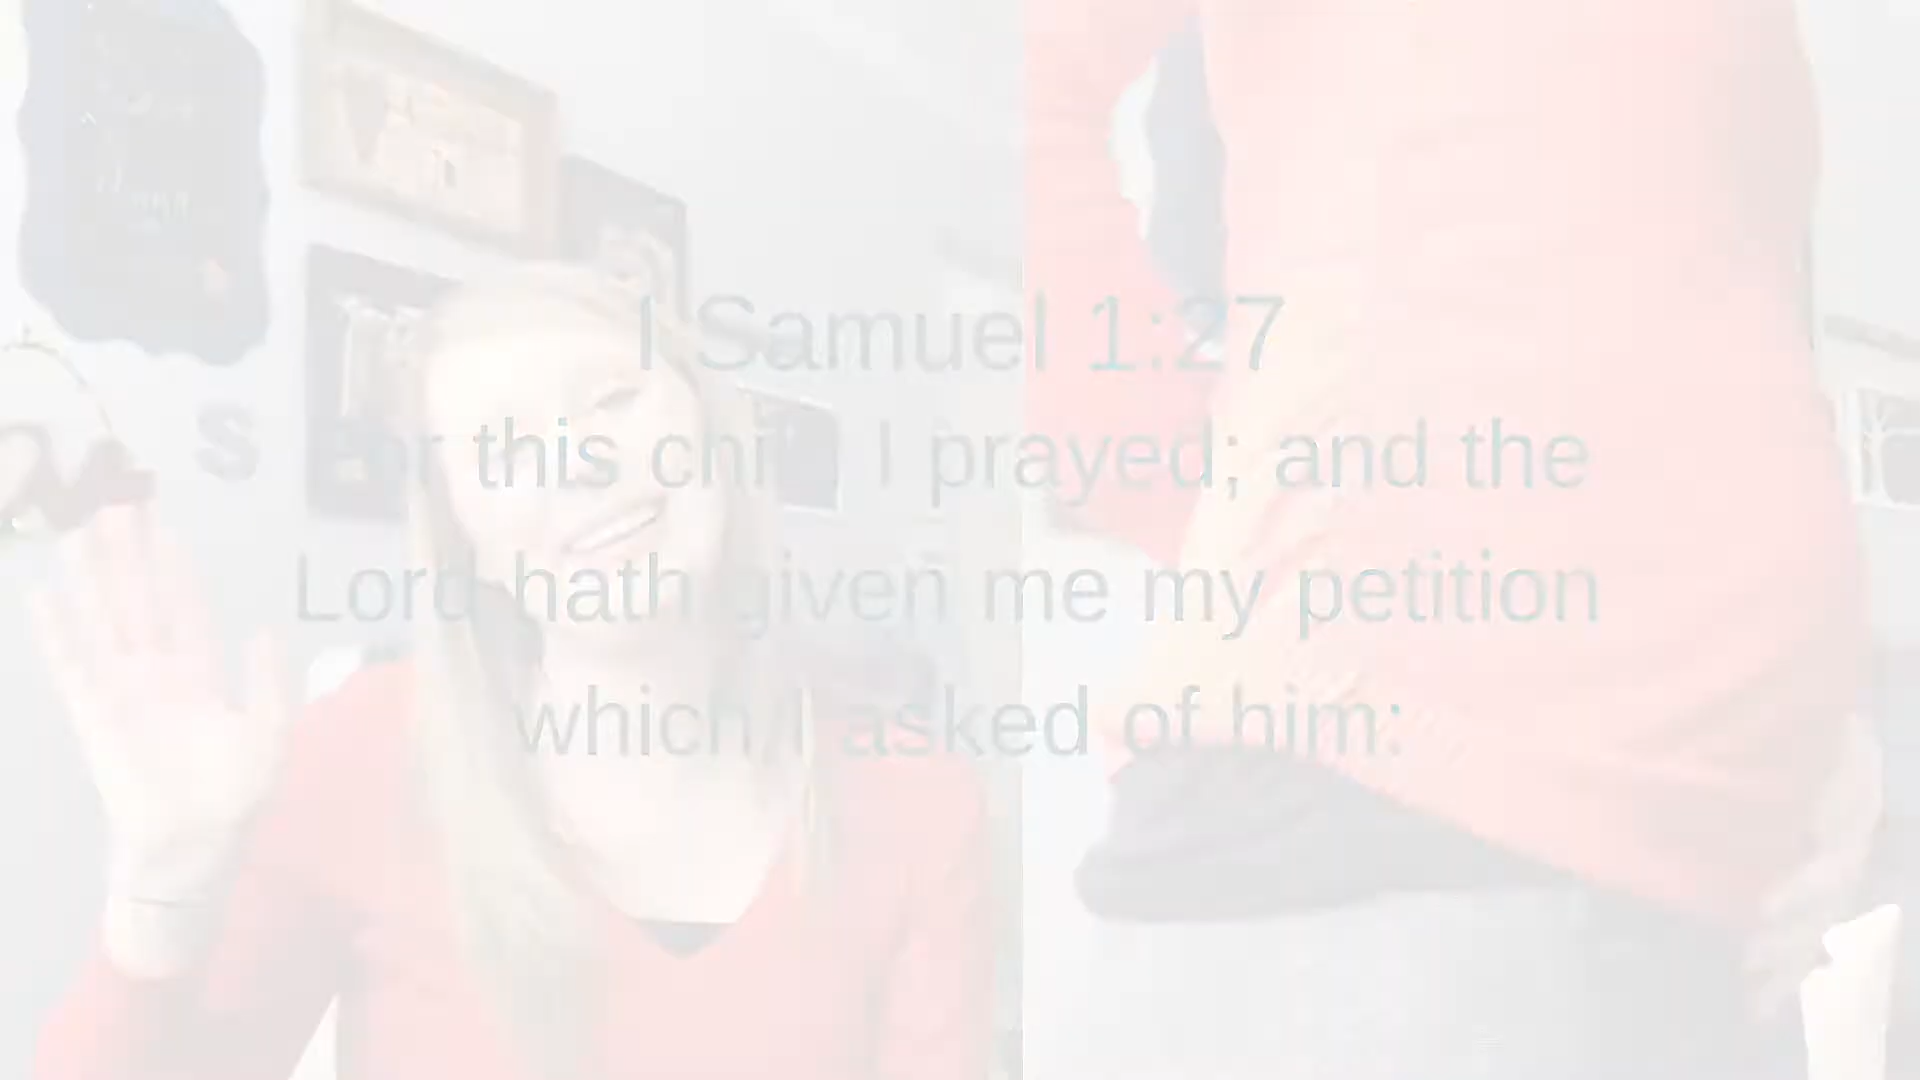 I Samuel 1:27
S
For this child I prayed; and the
Lord hath given me my petition
which I asked of him: